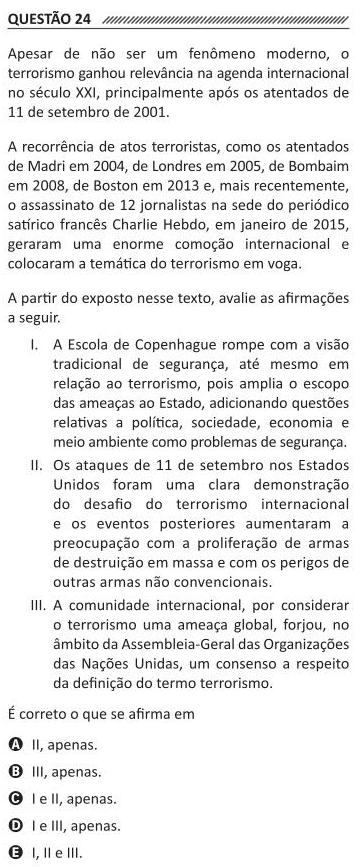 QUESTÃO 24
Apesar de não ser um fenômeno moderno, o
terrorismo ganhou relevância na agenda internacional
no século XXI, principalmente após os atentados de
11 de setembro de 2001.
A recorrência de atos terroristas, como os atentados
de Madri em 2004, de Londres em 2005, de Bombaim
em 2008, de Boston em 2013 e, mais recentemente,
o assassinato de 12 jornalistas na sede do periódico
satírico francês Charlie Hebdo, em janeiro de 2015,
geraram uma enorme comoção internacional e
colocaram a temática do terrorismo em voga.
A partir do exposto nesse texto, avalie as afirmações
a seguir.
I. A Escola de Copenhague rompe com a visão
tradicional de segurança, até mesmo em
relação ao terrorismo, pois amplia o escopo
das ameaças ao Estado, adicionando questões
relativas a política, sociedade, economia e
meio ambiente como problemas de segurança.
II. Os ataques de 11 de setembro nos Estados
Unidos foram uma clara demonstração
do desafio do terrorismo internacional
e os eventos posteriores aumentaram a
preocupação com a proliferação de armas
de destruição em massa e com os perigos de
outras armas não convencionais.
III. A comunidade internacional, por considerar
o terrorismo uma ameaça global, forjou, no
âmbito da Assembleia-Geral das Organizações
das Nações Unidas, um consenso a respeito
da definição do termo terrorismo.
É correto o que se afirma em
A II, apenas.
B III, apenas.
C I e II, apenas.
D I e III, apenas.
E I, II e III.